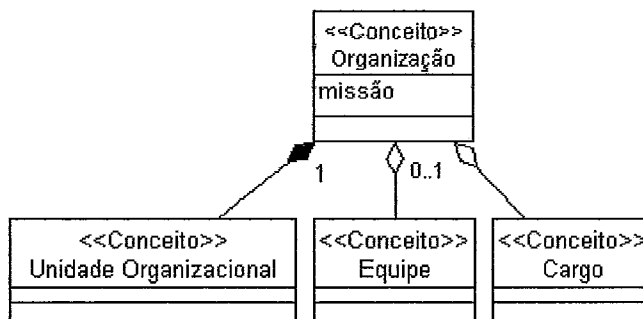 <<Conceito>>
Organização
missão
1
0..1
<<Conceito>>
Unidade Organizacional
<<Conceito>>
Equipe
<<Conceito>>
Cargo